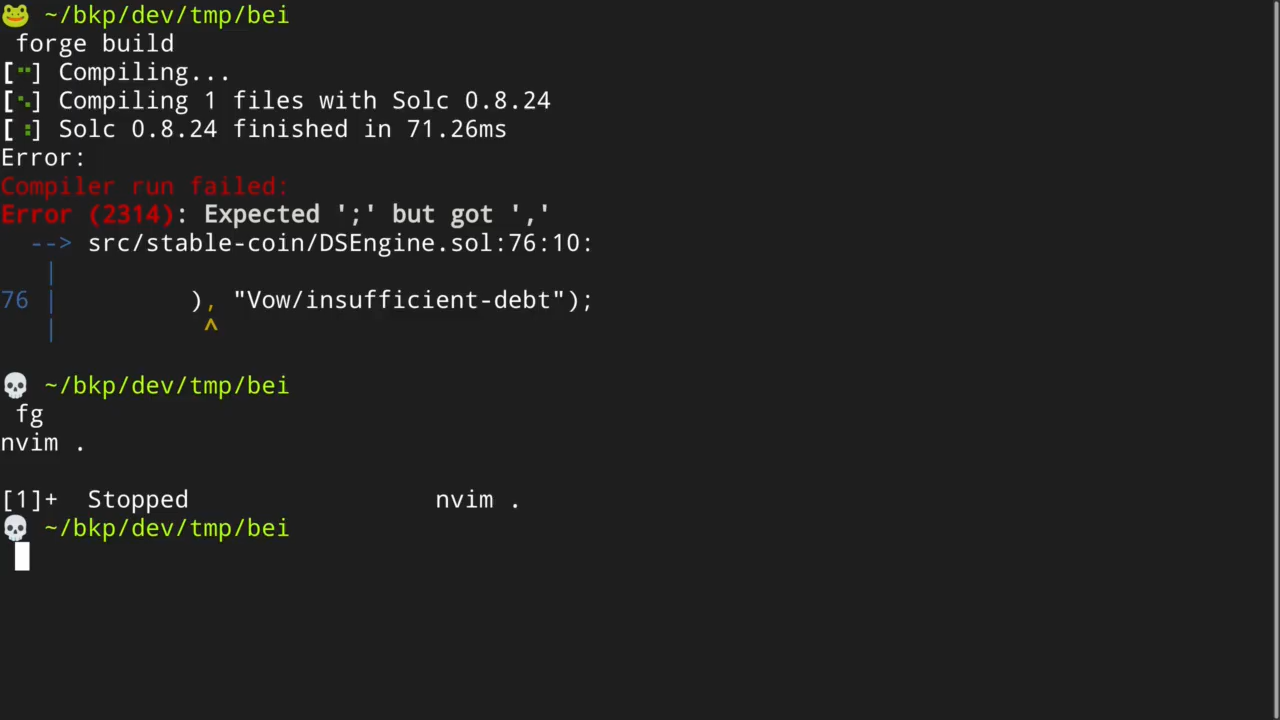 ~/bkp/dev/tmp/bei
forge build
[⠒] Compiling...
[⠢] Compiling 1 files with Solc 0.8.24
[⠰] Solc 0.8.24 finished in 71.26ms
Error:
Compiler run failed:
Error (2314): Expected ';' but got ','
--> src/stable-coin/DSEngine.sol:76:10:
|
76 |         ), "Vow/insufficient-debt");
|          ^
~/bkp/dev/tmp/bei
fg
nvim .
[1]+  Stopped                 nvim .
~/bkp/dev/tmp/bei